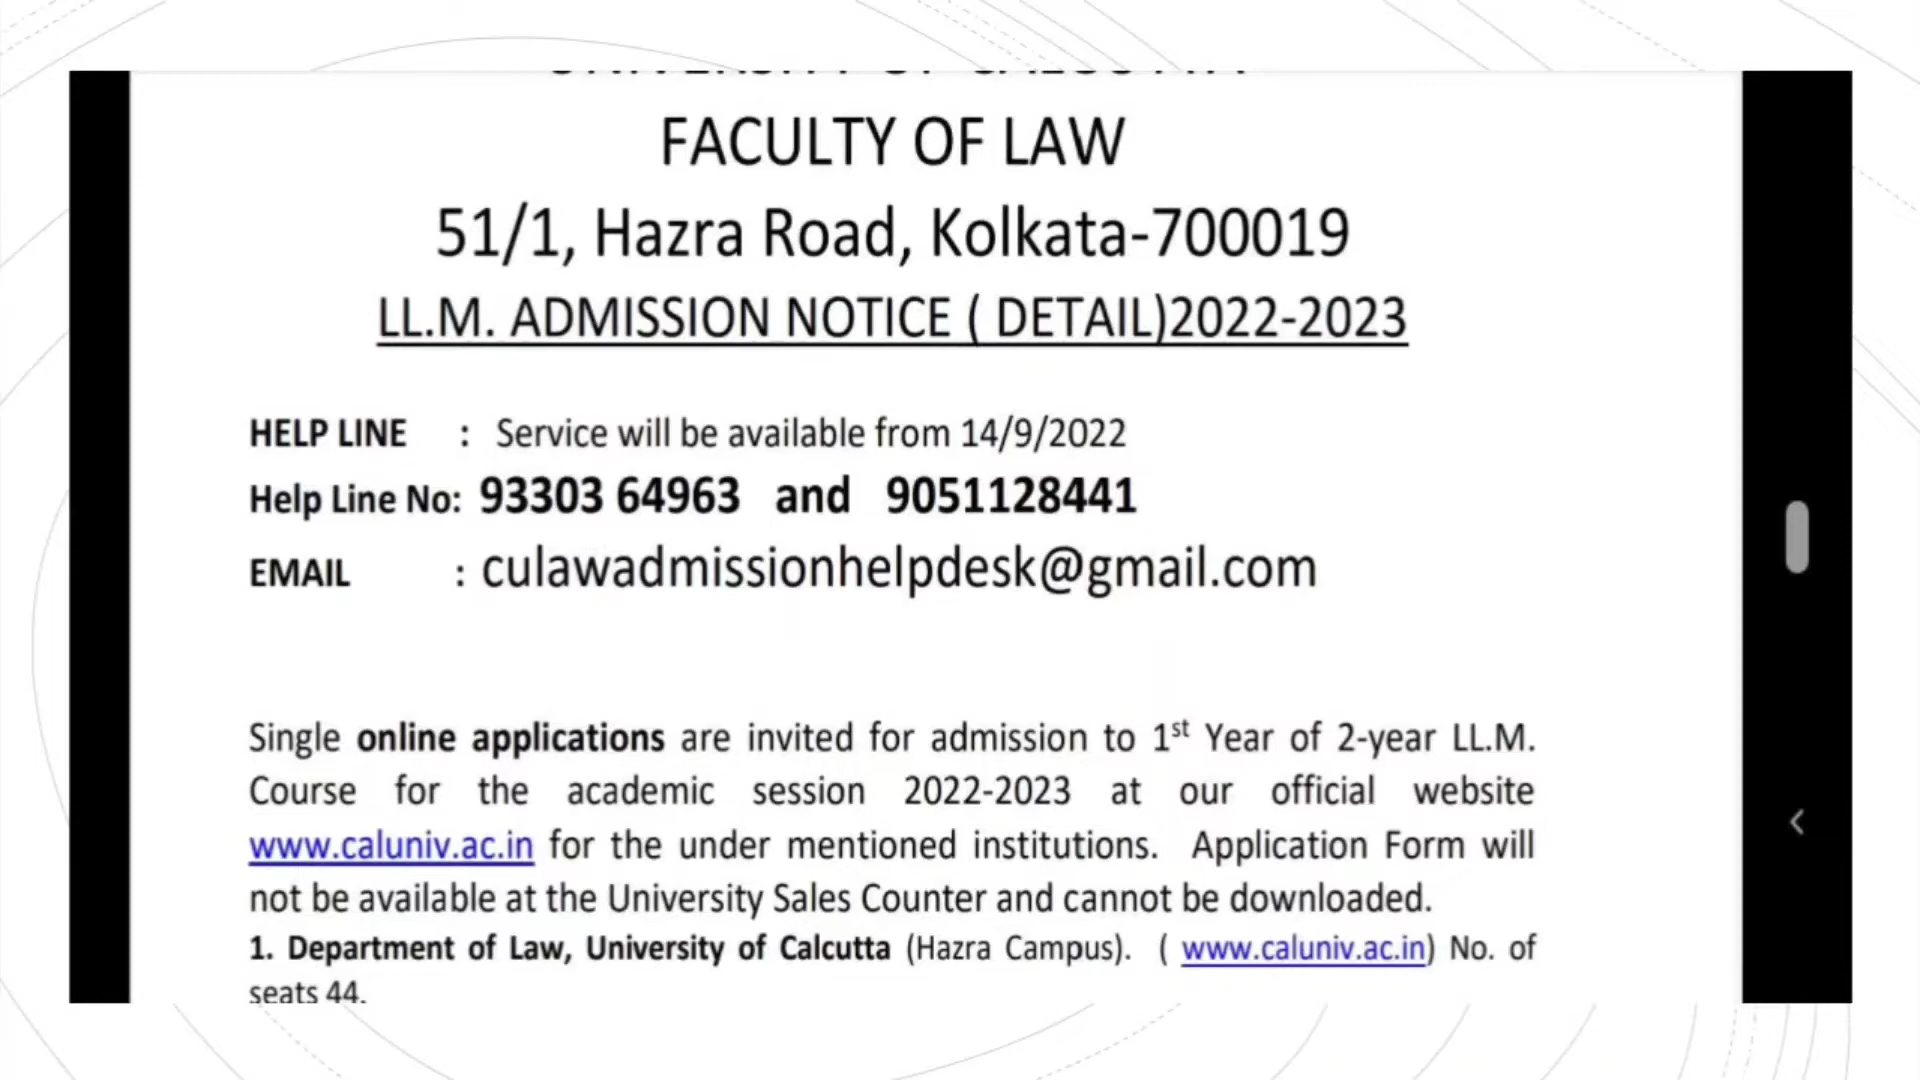 FACULTY OF LAW
51/1, Hazra Road, Kolkata-700019
LL.M. ADMISSION NOTICE ( DETAIL)2022-2023
HELP LINE : Service will be available from 14/9/2022
Help Line No: 93303 64963 and 9051128441
EMAIL : culawadmissionhelpdesk@gmail.com
Single online applications are invited for admission to 1st Year of 2-year LL.M.
Course for the academic session 2022-2023 at our official website
www.caluniv.ac.in for the under mentioned institutions. Application Form will
not be available at the University Sales Counter and cannot be downloaded.
1. Department of Law, University of Calcutta (Hazra Campus). ( www.caluniv.ac.in) No. of
seats 44.